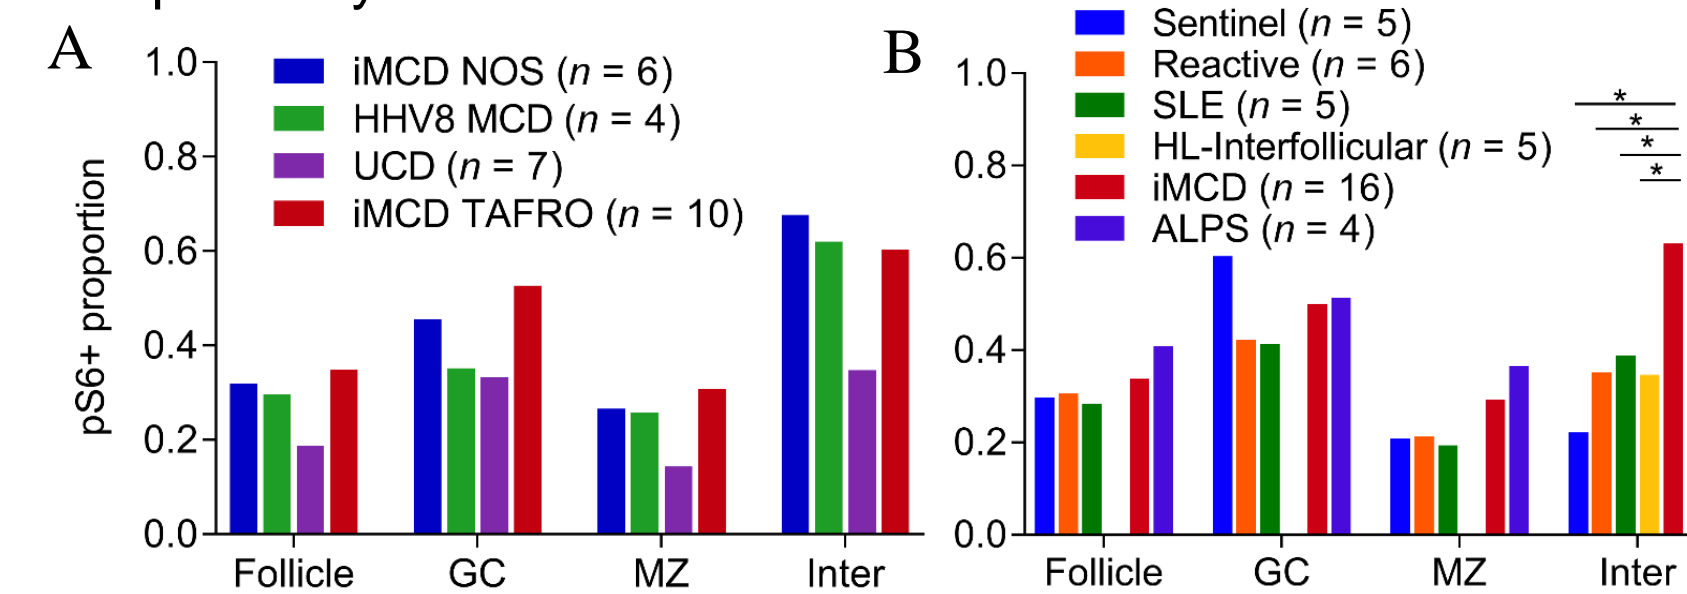 A
1.0
0.8
0.6
0.4
0.2
0.0
pS6+ proportion
iMCD NOS (n = 6)
HHV8 MCD (n = 4)
UCD (n = 7)
iMCD TAFRO (n = 10)
Follicle GC MZ Inter
B
1.0
0.8
0.6
0.4
0.2
0.0
Sentinel (n = 5)
Reactive (n = 6)
SLE (n = 5)
HL-Interfollicular (n = 5)
iMCD (n = 16)
ALPS (n = 4)
*
*
*
*
Follicle GC MZ Inter